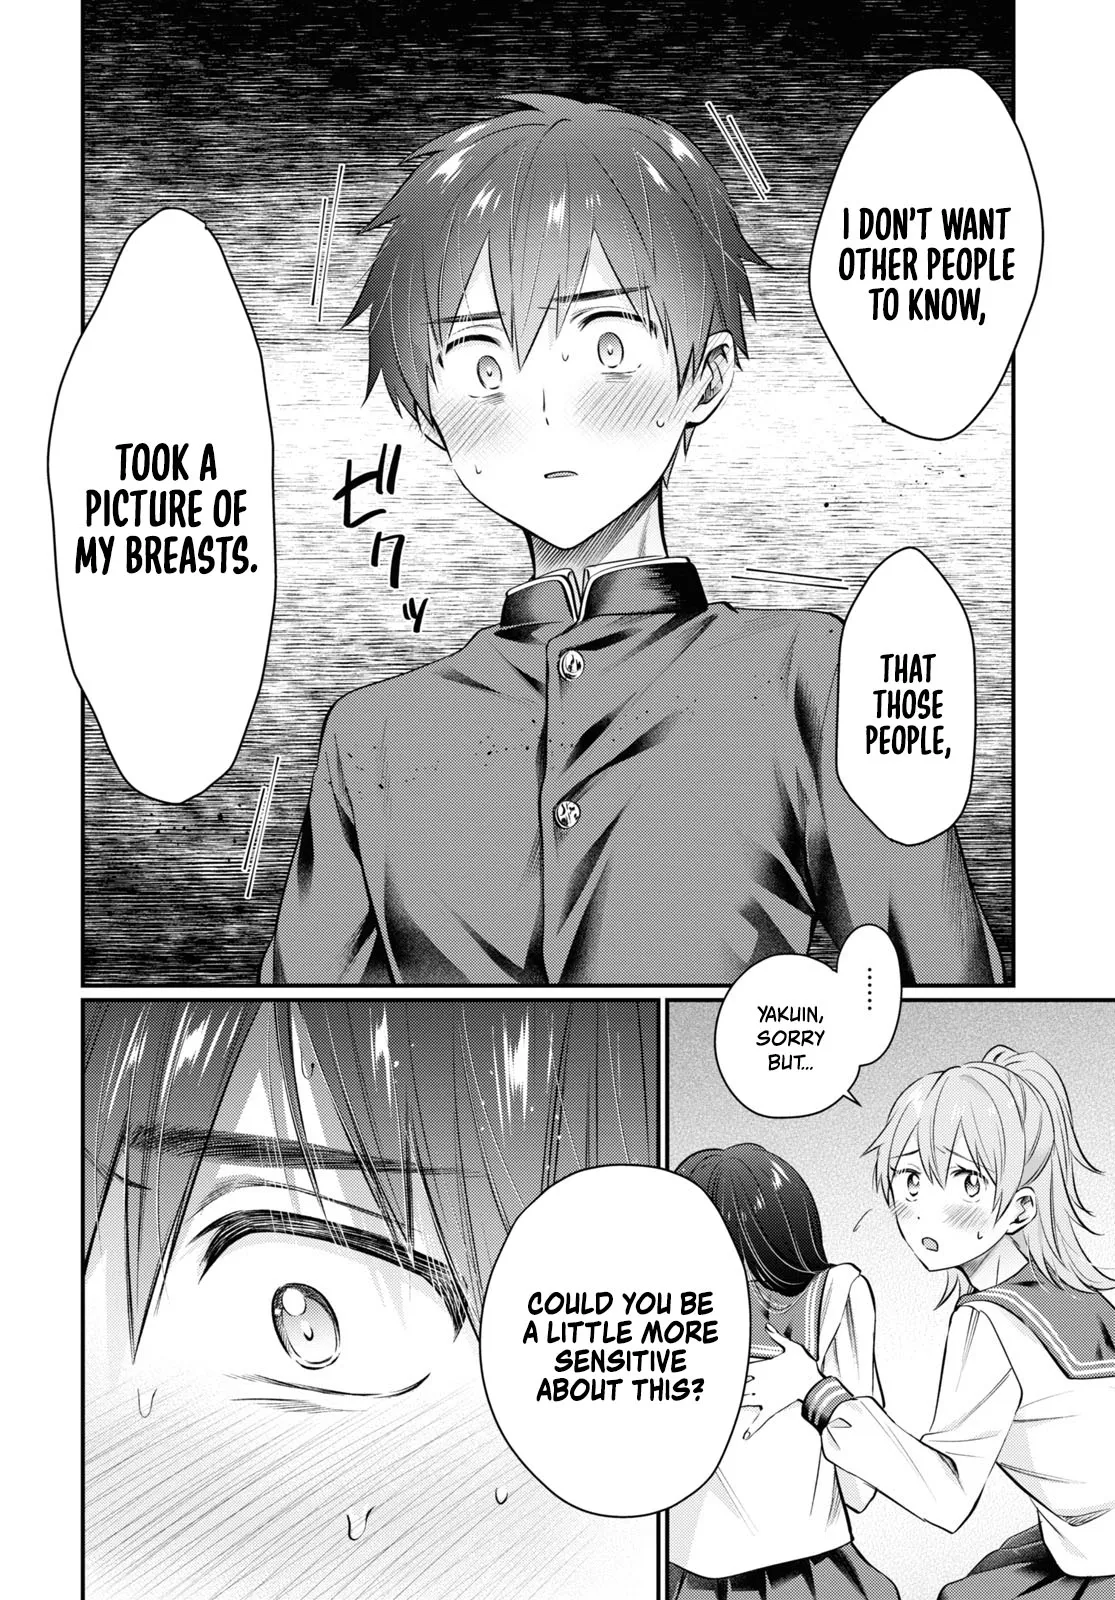 I DON'T WANT
OTHER PEOPLE
TO KNOW,
THAT
THOSE
PEOPLE,
TOOK A
PICTURE OF
MY BREASTS.
ビクッ
......
YAKUIN,
SORRY
BUT...
COULD YOU BE
A LITTLE MORE
SENSITIVE
ABOUT THIS?